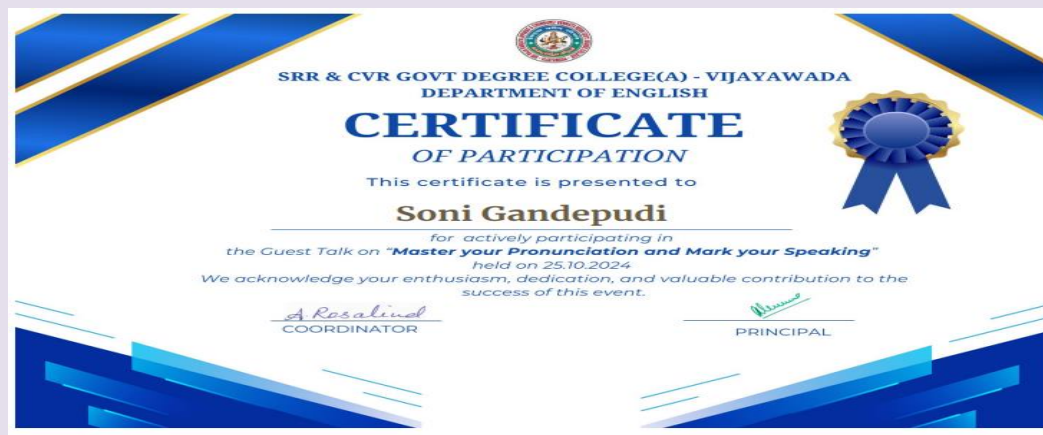 SRR & CVR GOVT DEGREE COLLEGE(A) - VIJAYAWADA
DEPARTMENT OF ENGLISH
CERTIFICATE
OF PARTICIPATION
This certificate is presented to
Soni Gandepudi
for actively participating in
the Guest Talk on "Master your Pronunciation and Mark your Speaking"
held on 25.10.2024
We acknowledge your enthusiasm, dedication, and valuable contribution to the
success of this event.
A Rosalind
COORDINATOR
PRINCIPAL